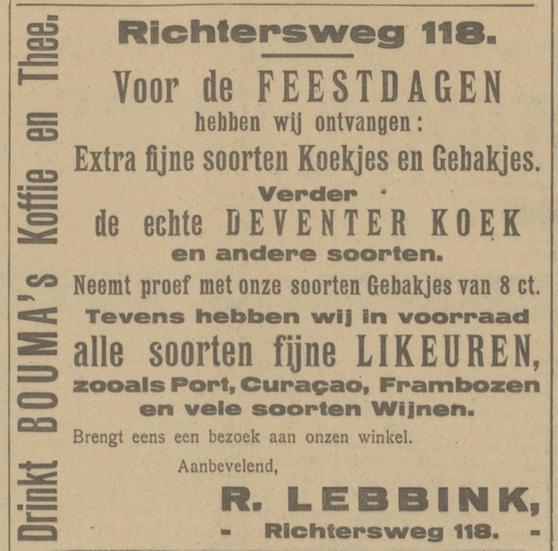 Drinkt BOUMA's Koffie en Thee.
Richtersweg 118.
Voor de FEESTDAGEN
hebben wij ontvangen:
Extra fijne soorten Koekjes en Gebakjes.
Verder
de echte DEVENTER KOEK
en andere soorten.
Neemt proef met onze soorten Gebakjes van 8 ct.
Tevens hebben wij in voorraad
alle soorten fijne LIKEUREN,
zooals Port, Curaçao, Frambozen
en vele soorten Wijnen.
Brengt eens een bezoek aan onzen winkel.
Aanbevelend,
R. LEBBINK,
- Richtersweg 118. -